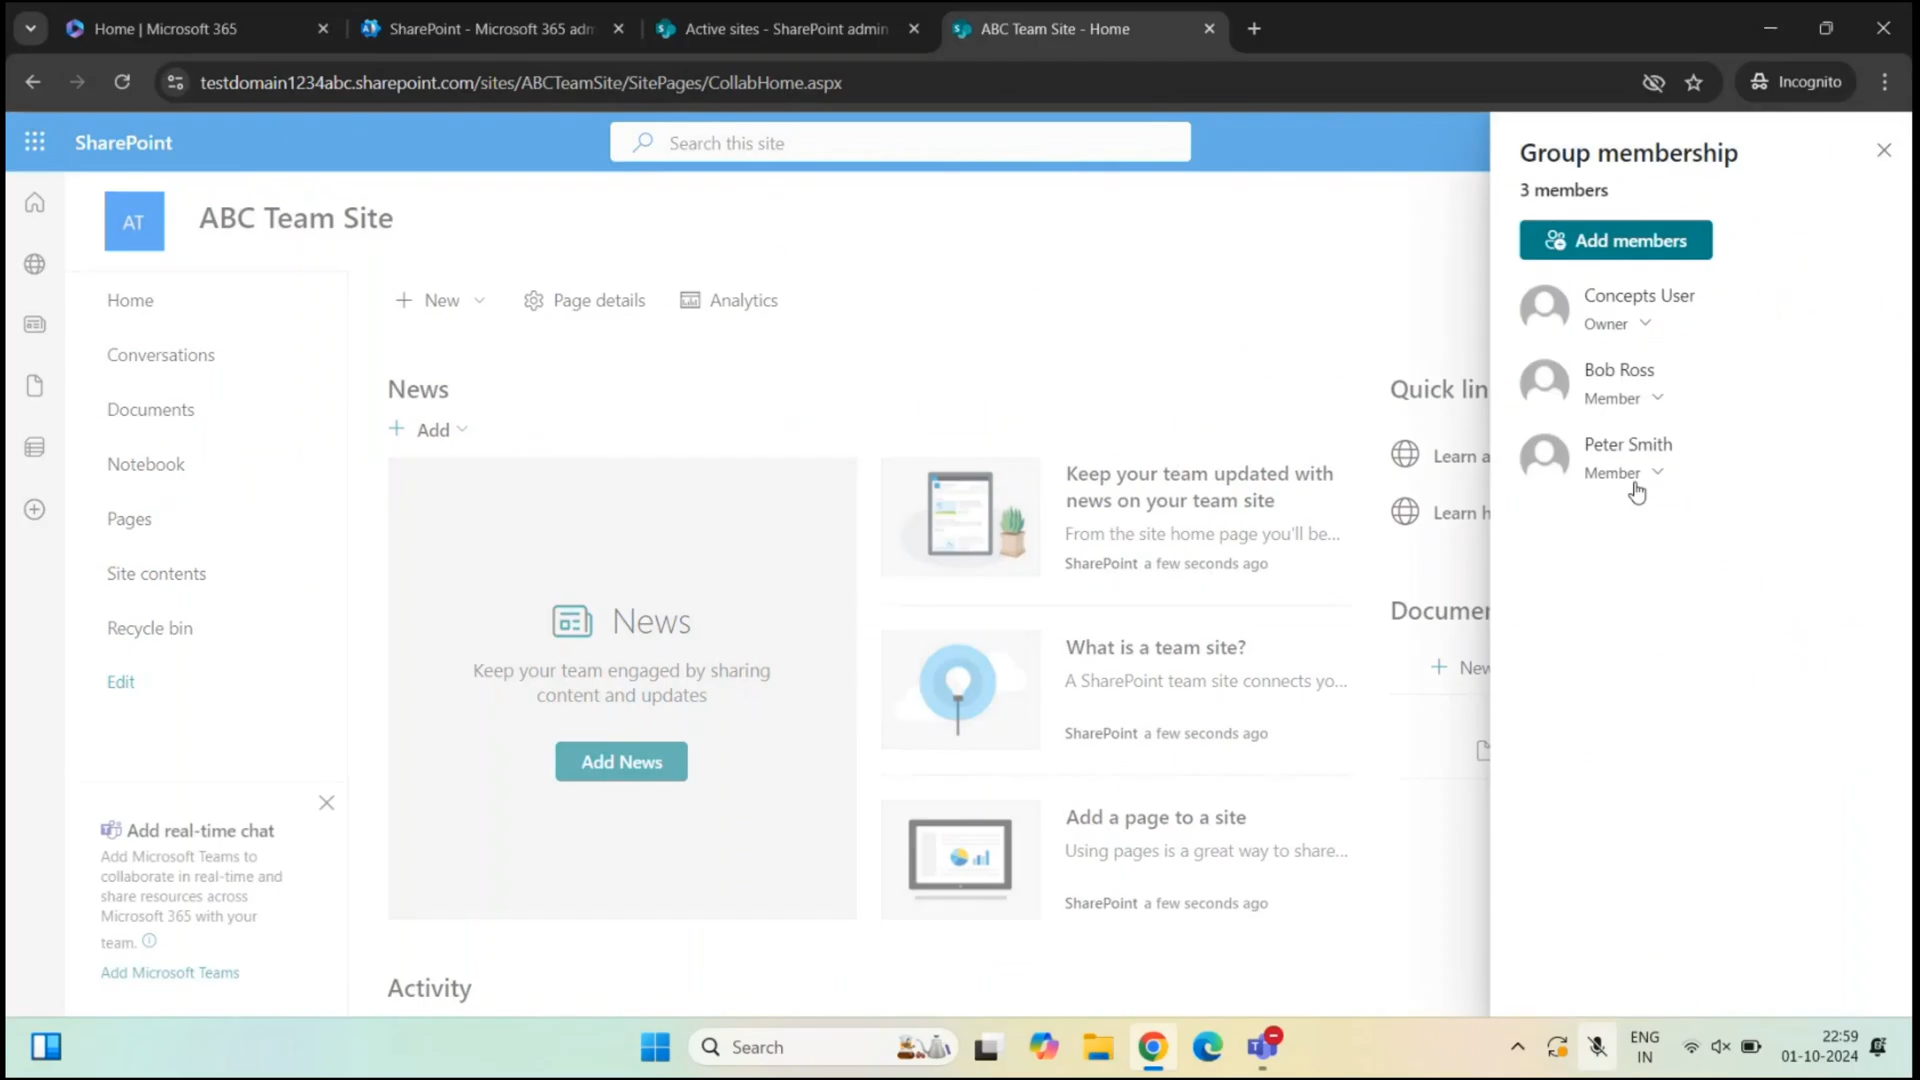 Home | Microsoft 365
SharePoint - Microsoft 365 adm
Active sites - SharePoint admin
ABC Team Site - Home
testdomain1234abc.sharepoint.com/sites/ABCTeamSite/SitePages/CollabHome.aspx
Incognito
SharePoint
Search this site
AT
ABC Team Site
Home
Conversations
Documents
Notebook
Pages
Site contents
Recycle bin
Edit
Add real-time chat
Add Microsoft Teams to
collaborate in real-time and
share resources across
Microsoft 365 with your
team.
Add Microsoft Teams
New
Page details
Analytics
News
Add
News
Keep your team engaged by sharing
content and updates
Add News
Keep your team updated with
news on your team site
From the site home page you'll be...
SharePoint a few seconds ago
What is a team site?
A SharePoint team site connects yo...
SharePoint a few seconds ago
Add a page to a site
Using pages is a great way to share...
SharePoint a few seconds ago
Activity
Quick lin
Learn a
Learn h
Documen
New
Group membership
3 members
Add members
Concepts User
Owner
Bob Ross
Member
Peter Smith
Member
Search
ENG
IN
22:59
01-10-2024